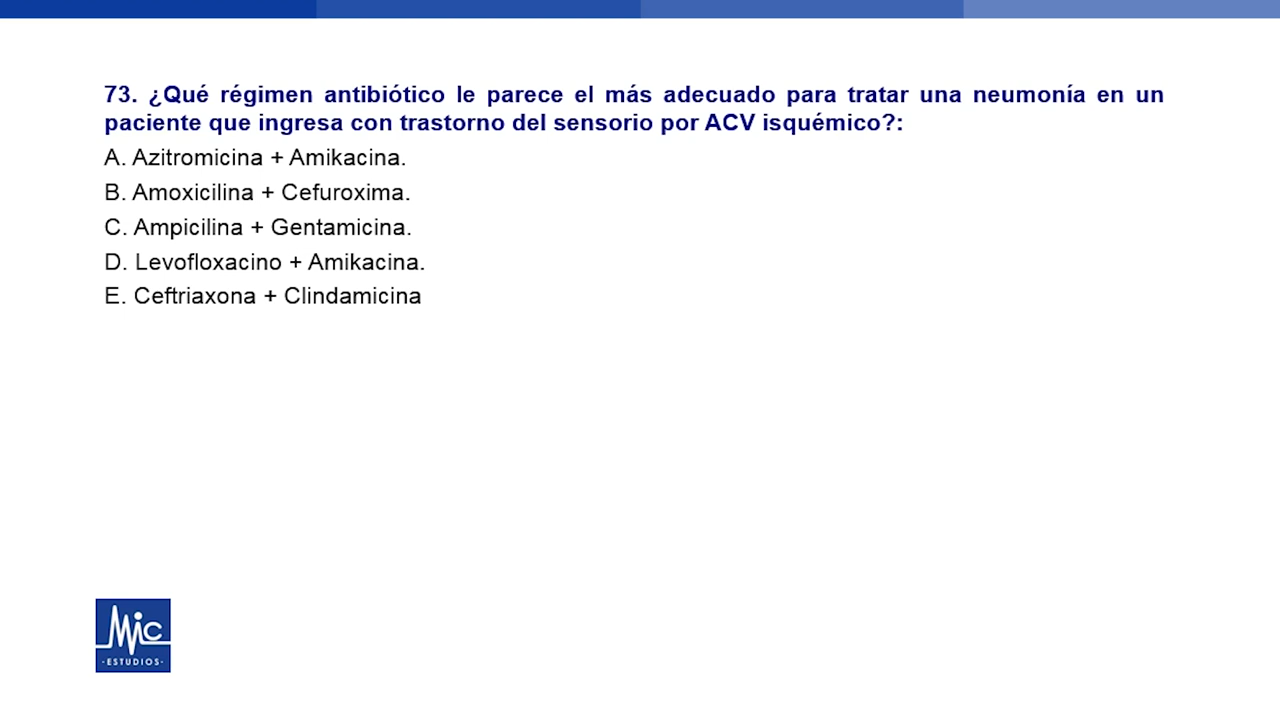 73. ¿Qué régimen antibiótico le parece el más adecuado para tratar una neumonía en un
paciente que ingresa con trastorno del sensorio por ACV isquémico?:
A. Azitromicina + Amikacina.
B. Amoxicilina + Cefuroxima.
C. Ampicilina + Gentamicina.
D. Levofloxacino + Amikacina.
E. Ceftriaxona + Clindamicina
Mic
·ESTUDIOS·